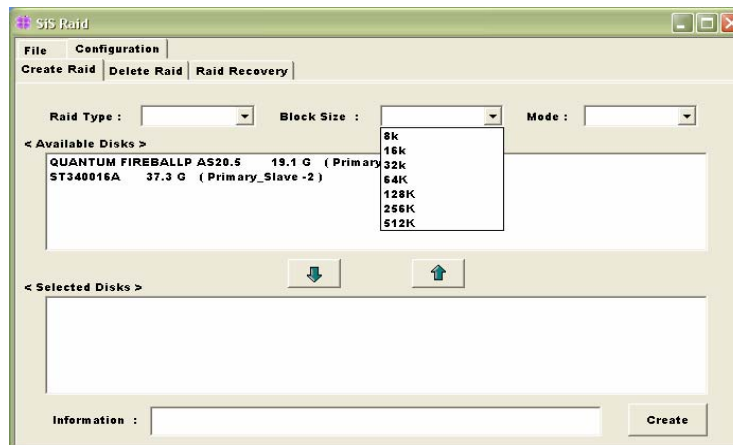 SiS Raid
File Configuration
Create Raid Delete Raid Raid Recovery
Raid Type : Block Size : Mode :
8k
16k
32k
64K
128K
256K
512K
< Available Disks >
QUANTUM FIREBALLP AS20.5 19.1 G ( Primary
ST340016A 37.3 G ( Primary_Slave -2 )
< Selected Disks >
Information : Create